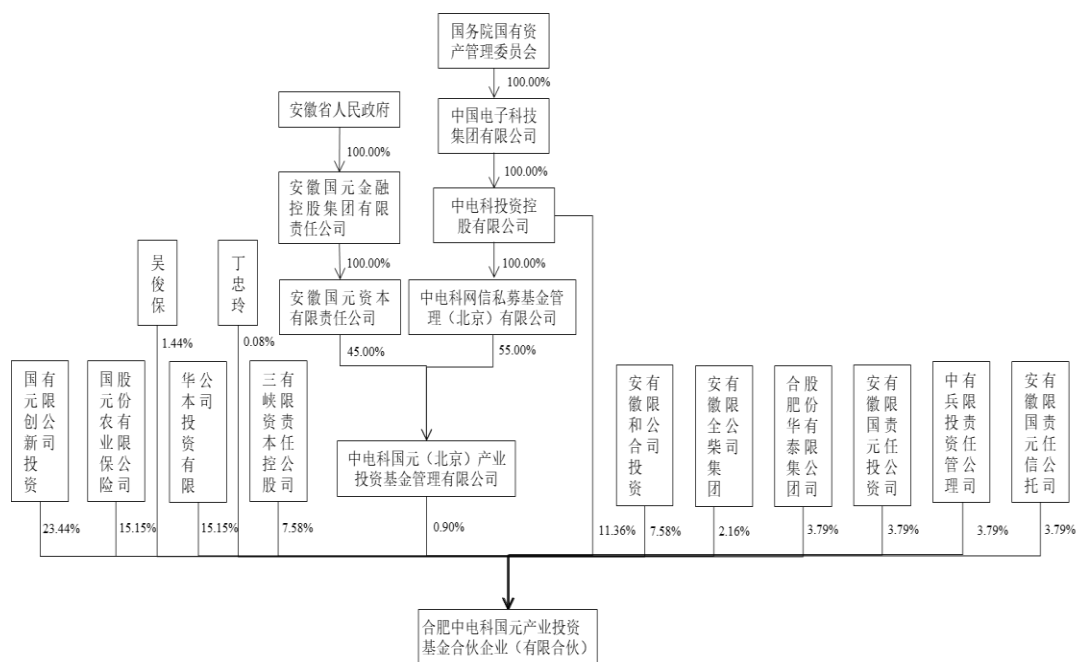 国务院国有资
产管理委员会
100.00%
安徽省人民政府
中国电子科技
集团有限公司
100.00%
100.00%
安徽国元金融
控股集团有限
责任公司
中电科投资控
股有限公司
吴俊保
丁忠玲
100.00%
100.00%
安徽国元资本
有限责任公司
中电科网信私募基金管
理（北京）有限公司
1.44%
0.08%
45.00%
55.00%
国元创新投资
有限公司
国元农业保险
股份有限公司
华本投资有限
公司
三峡资本控股
有限责任公司
中电科国元（北京）产业
投资基金管理有限公司
安徽和合投资
有限公司
安徽全柴集团
有限公司
合肥华泰集团
股份有限公司
安徽国元投资
有限责任公司
中兵投资管理
有限责任公司
安徽国元信托
有限责任公司
23.44%
15.15%
15.15%
7.58%
0.90%
11.36%
7.58%
2.16%
3.79%
3.79%
3.79%
3.79%
合肥中电科国元产业投资
基金合伙企业（有限合伙）